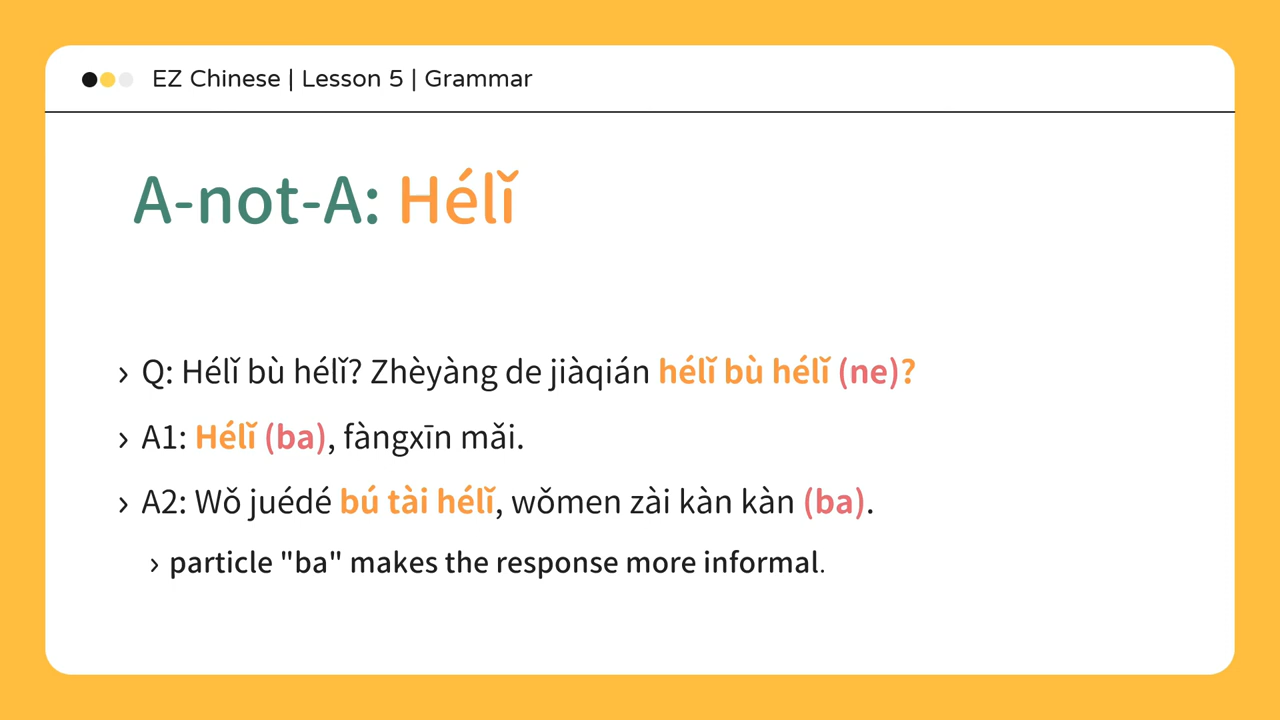 EZ Chinese | Lesson 5 | Grammar
A-not-A: Hélǐ
› Q: Hélǐ bù hélǐ? Zhèyàng de jiàqián hélǐ bù hélǐ (ne)?
› A1: Hélǐ (ba), fàngxīn mǎi.
› A2: Wǒ juédé bú tài hélǐ, wǒmen zài kàn kàn (ba).
› particle "ba" makes the response more informal.